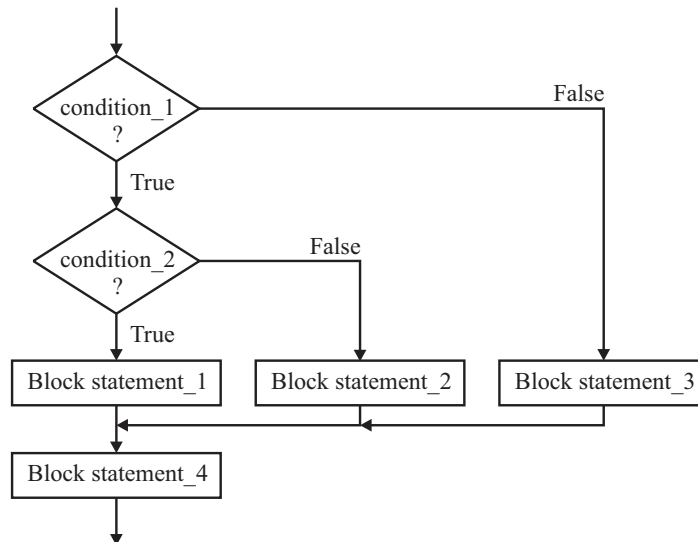 condition_1
?
False
True
condition_2
?
False
True
Block statement_1
Block statement_2
Block statement_3
Block statement_4